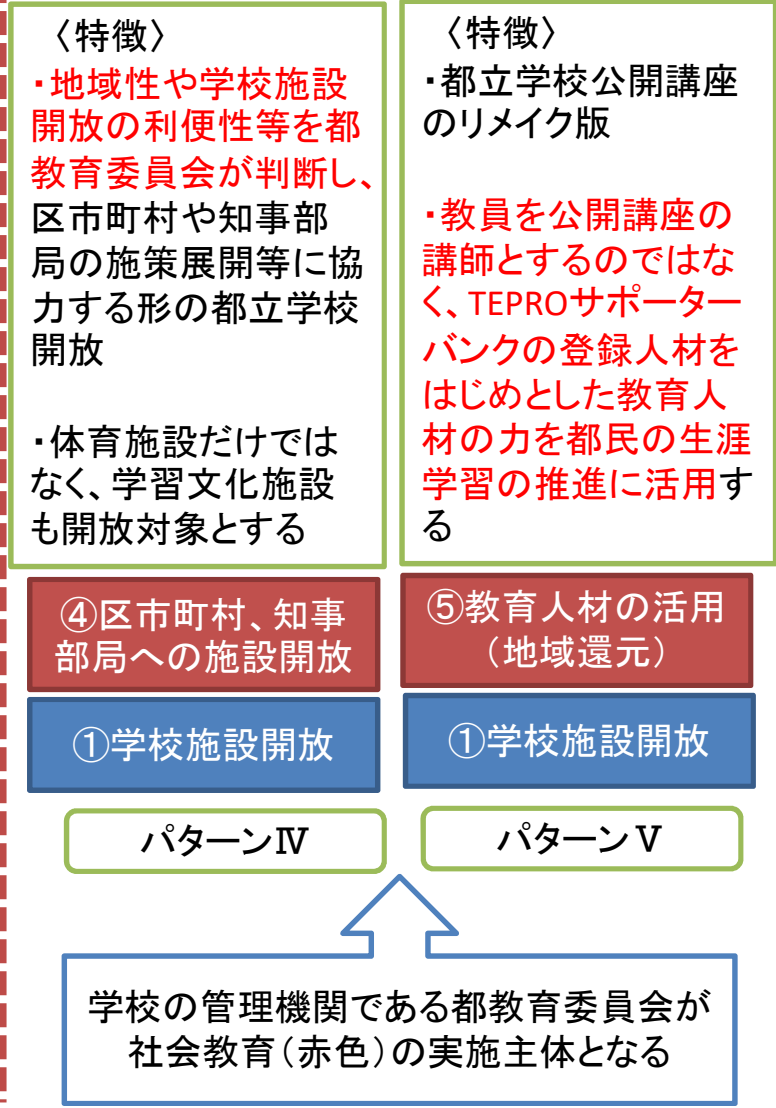 〈特徴〉
・地域性や学校施設
開放の利便性等を都
教育委員会が判断し、
区市町村や知事部
局の施策展開等に協
力する形の都立学校
開放
・体育施設だけでは
なく、学習文化施設
も開放対象とする
〈特徴〉
・都立学校公開講座
のリメイク版
・教員を公開講座の
講師とするのではな
く、TEPROサポーター
バンクの登録人材を
はじめとした教育人
材の力を都民の生涯
学習の推進に活用す
る
④区市町村、知事
部局への施設開放
⑤教育人材の活用
（地域還元）
①学校施設開放
①学校施設開放
パターンⅣ
パターンⅤ
学校の管理機関である都教育委員会が
社会教育（赤色）の実施主体となる